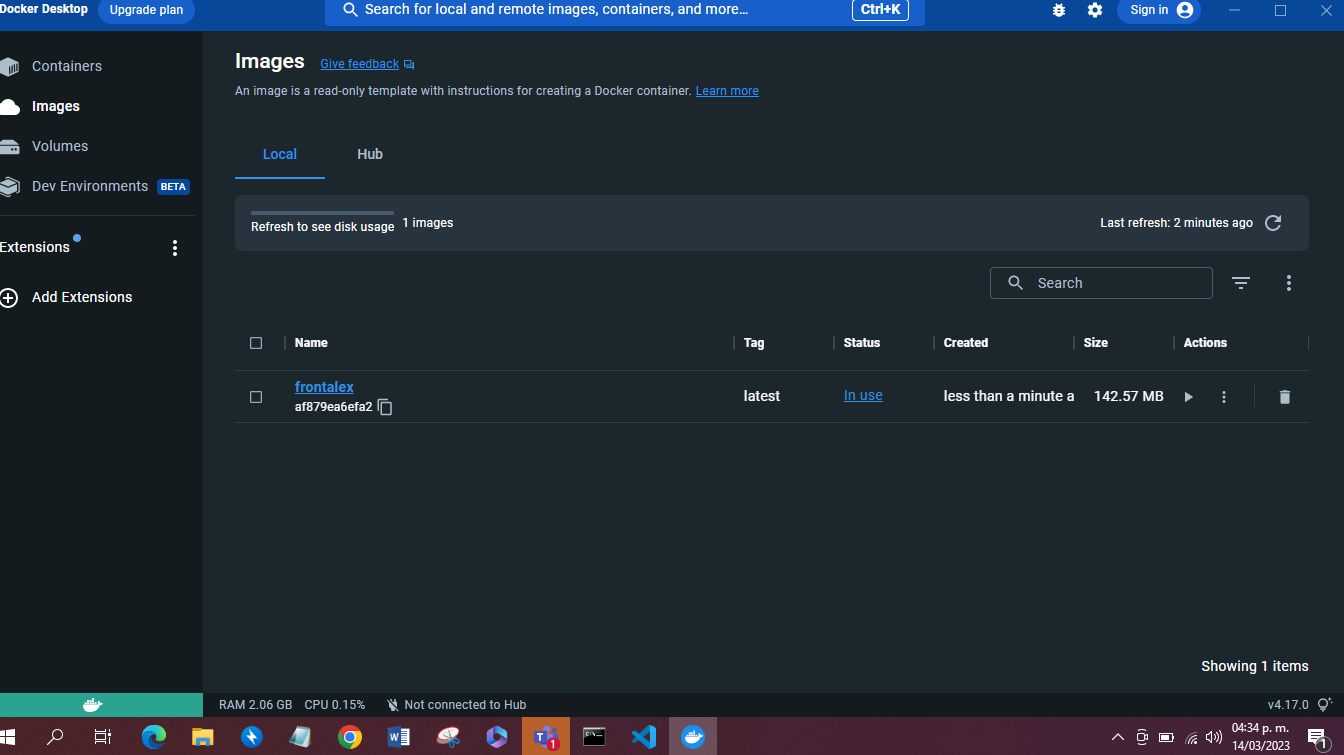 Docker Desktop
Upgrade plan
Search for local and remote images, containers, and more...
Ctrl+K
Sign in
Containers
Images
Volumes
Dev Environments BETA
Extensions
Add Extensions
Images
Give feedback
An image is a read-only template with instructions for creating a Docker container. Learn more
Local
Hub
Refresh to see disk usage
1 images
Last refresh: 2 minutes ago
Search
Name Tag Status Created Size Actions
frontalex
af879ea6efa2
latest In use less than a minute a 142.57 MB
Showing 1 items
RAM 2.06 GB CPU 0.15% Not connected to Hub
v4.17.0
T 1
W
04:34 p. m.
14/03/2023
1